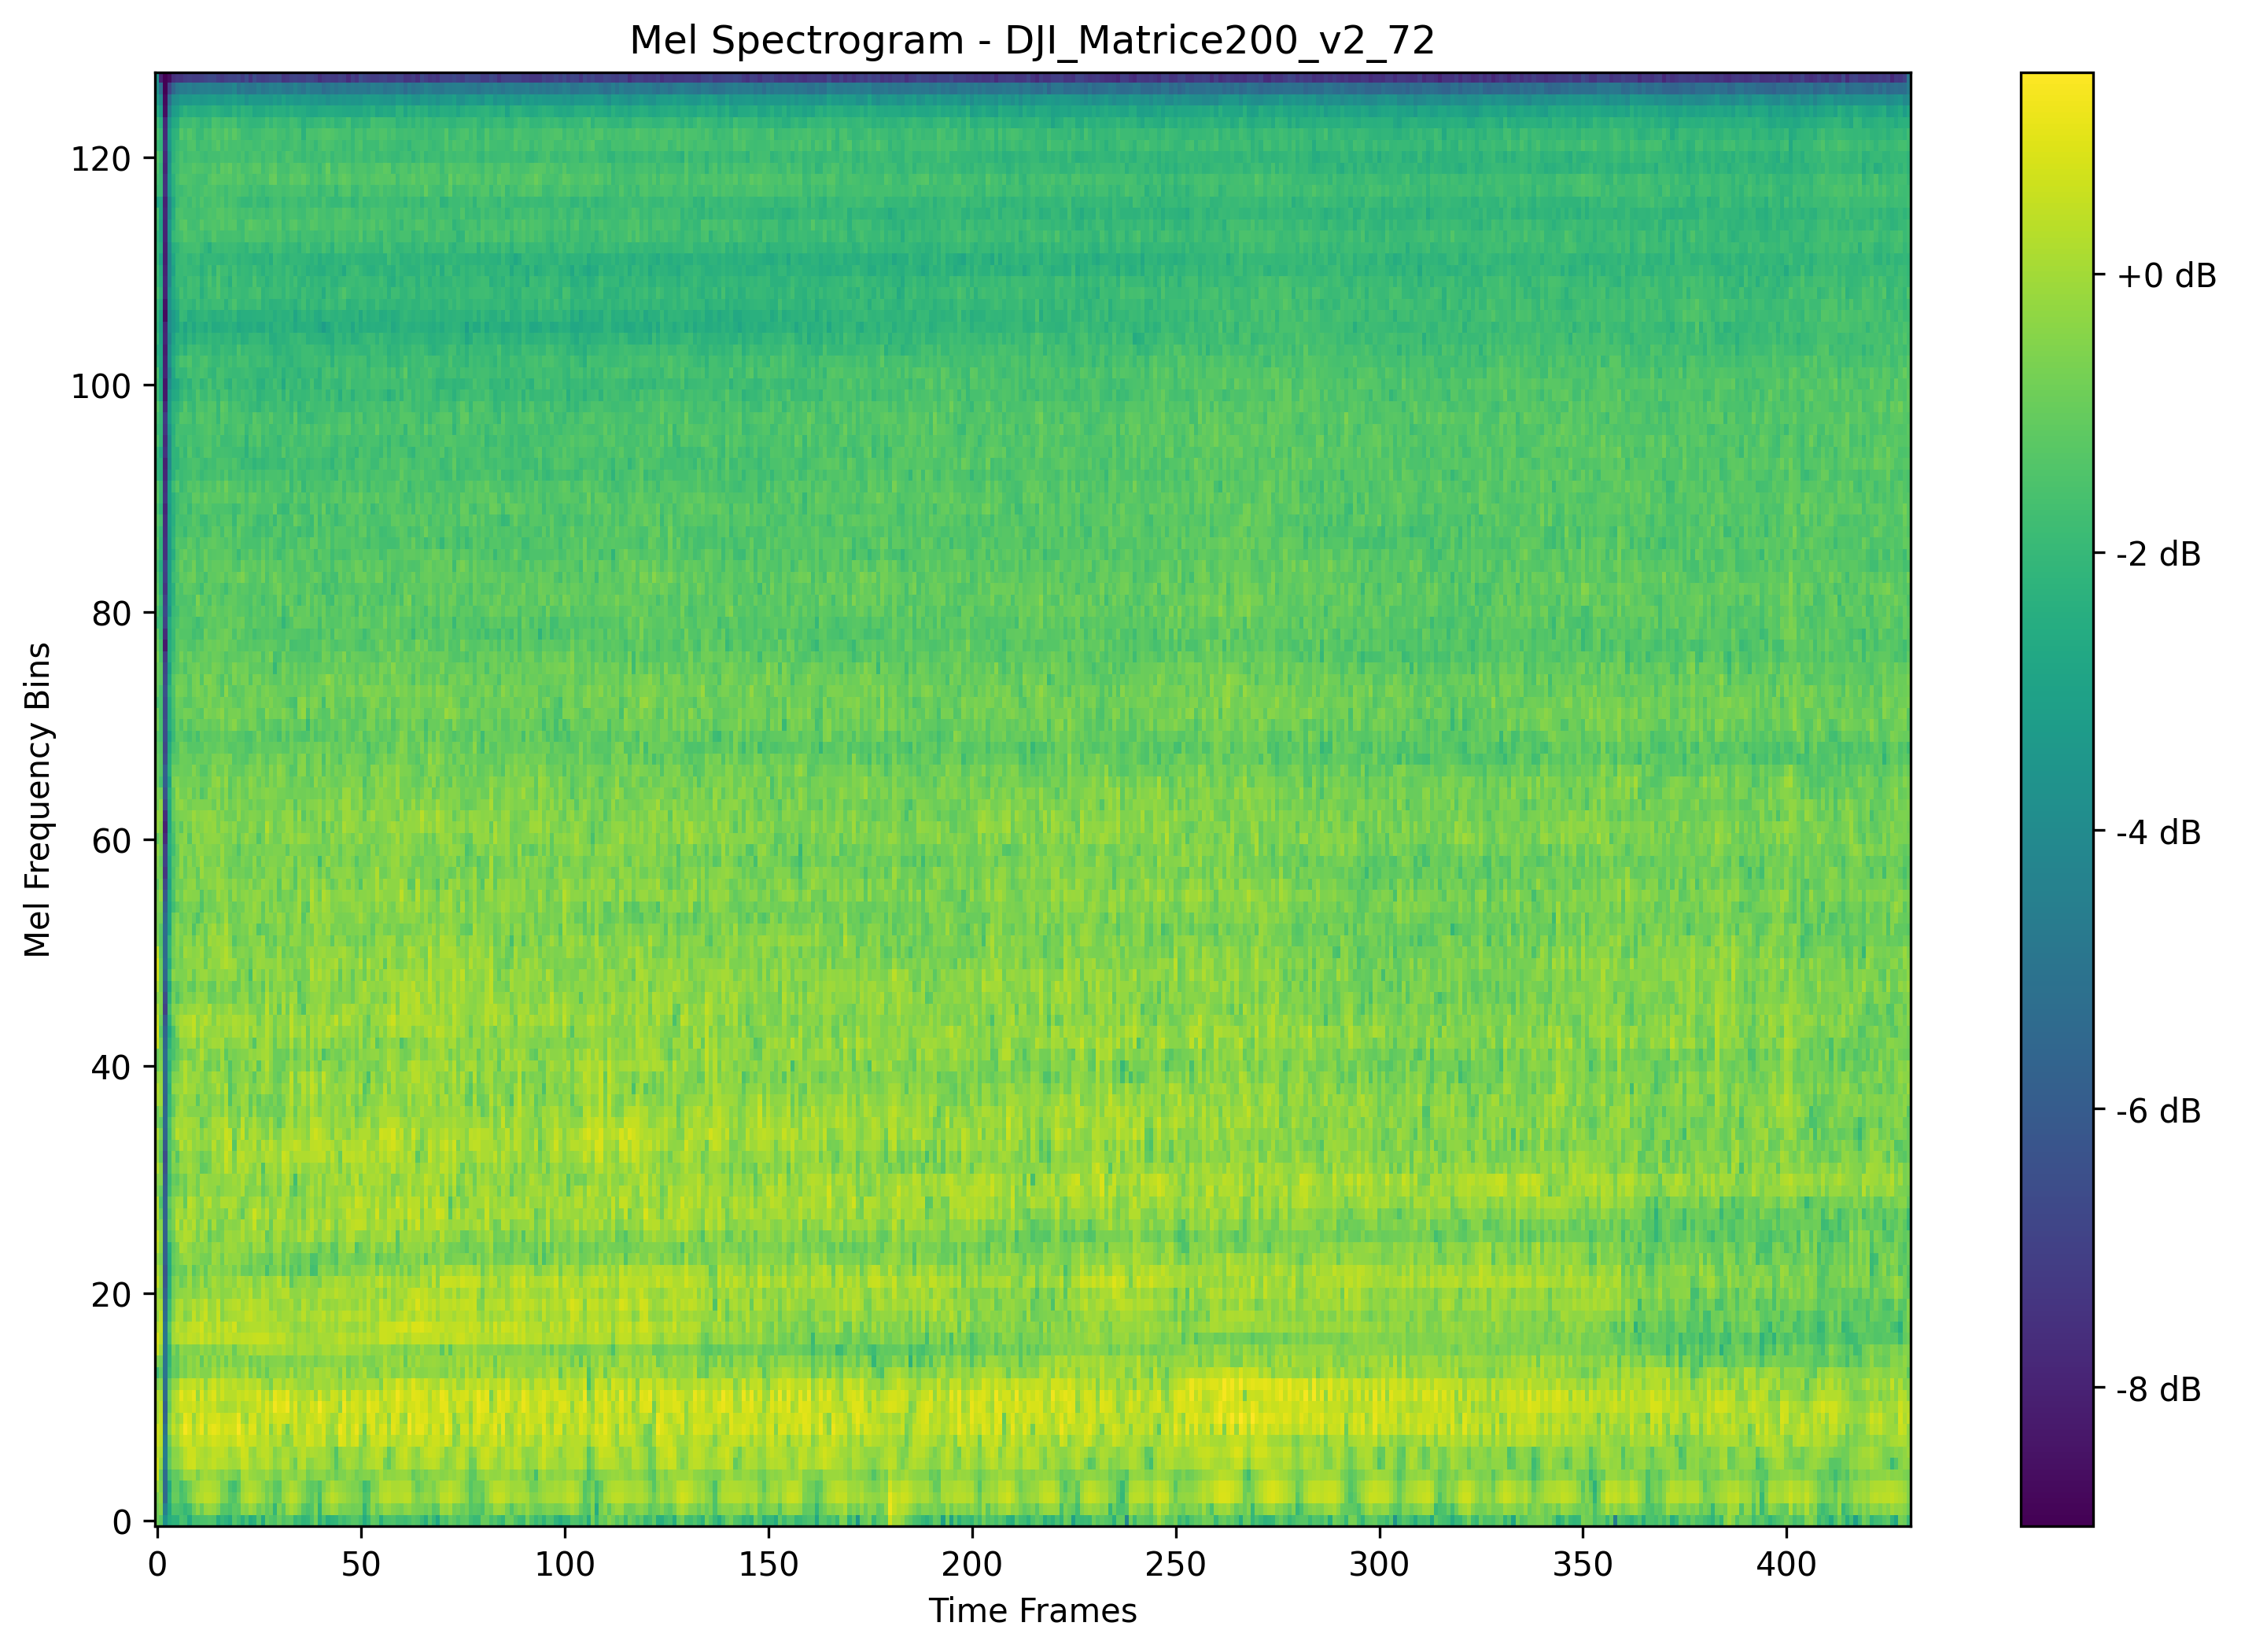 Mel Spectrogram - DJI_Matrice200_v2_72
120
100
80
60
40
20
0
Mel Frequency Bins
0 50 100 150 200 250 300 350 400
Time Frames
+0 dB
-2 dB
-4 dB
-6 dB
-8 dB